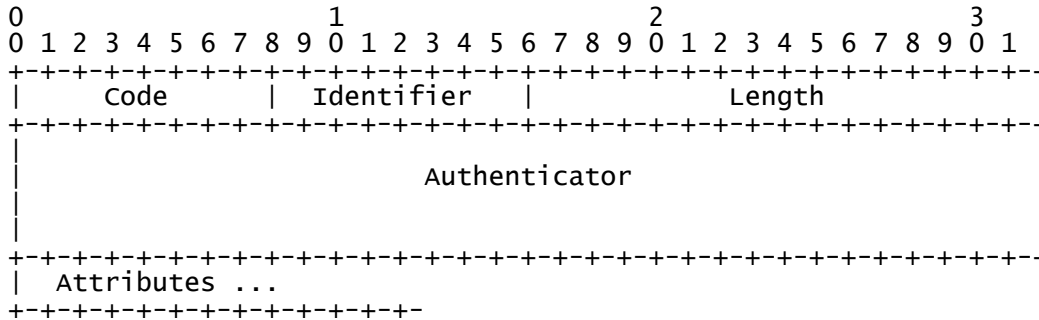 0                   1                   2                   3
0 1 2 3 4 5 6 7 8 9 0 1 2 3 4 5 6 7 8 9 0 1 2 3 4 5 6 7 8 9 0 1
+-+-+-+-+-+-+-+-+-+-+-+-+-+-+-+-+-+-+-+-+-+-+-+-+-+-+-+-+-+-+-+-
|     Code      |  Identifier   |            Length
+-+-+-+-+-+-+-+-+-+-+-+-+-+-+-+-+-+-+-+-+-+-+-+-+-+-+-+-+-+-+-+-
|
|                         Authenticator
|
|
+-+-+-+-+-+-+-+-+-+-+-+-+-+-+-+-+-+-+-+-+-+-+-+-+-+-+-+-+-+-+-+-
|  Attributes ...
+-+-+-+-+-+-+-+-+-+-+-+-+-